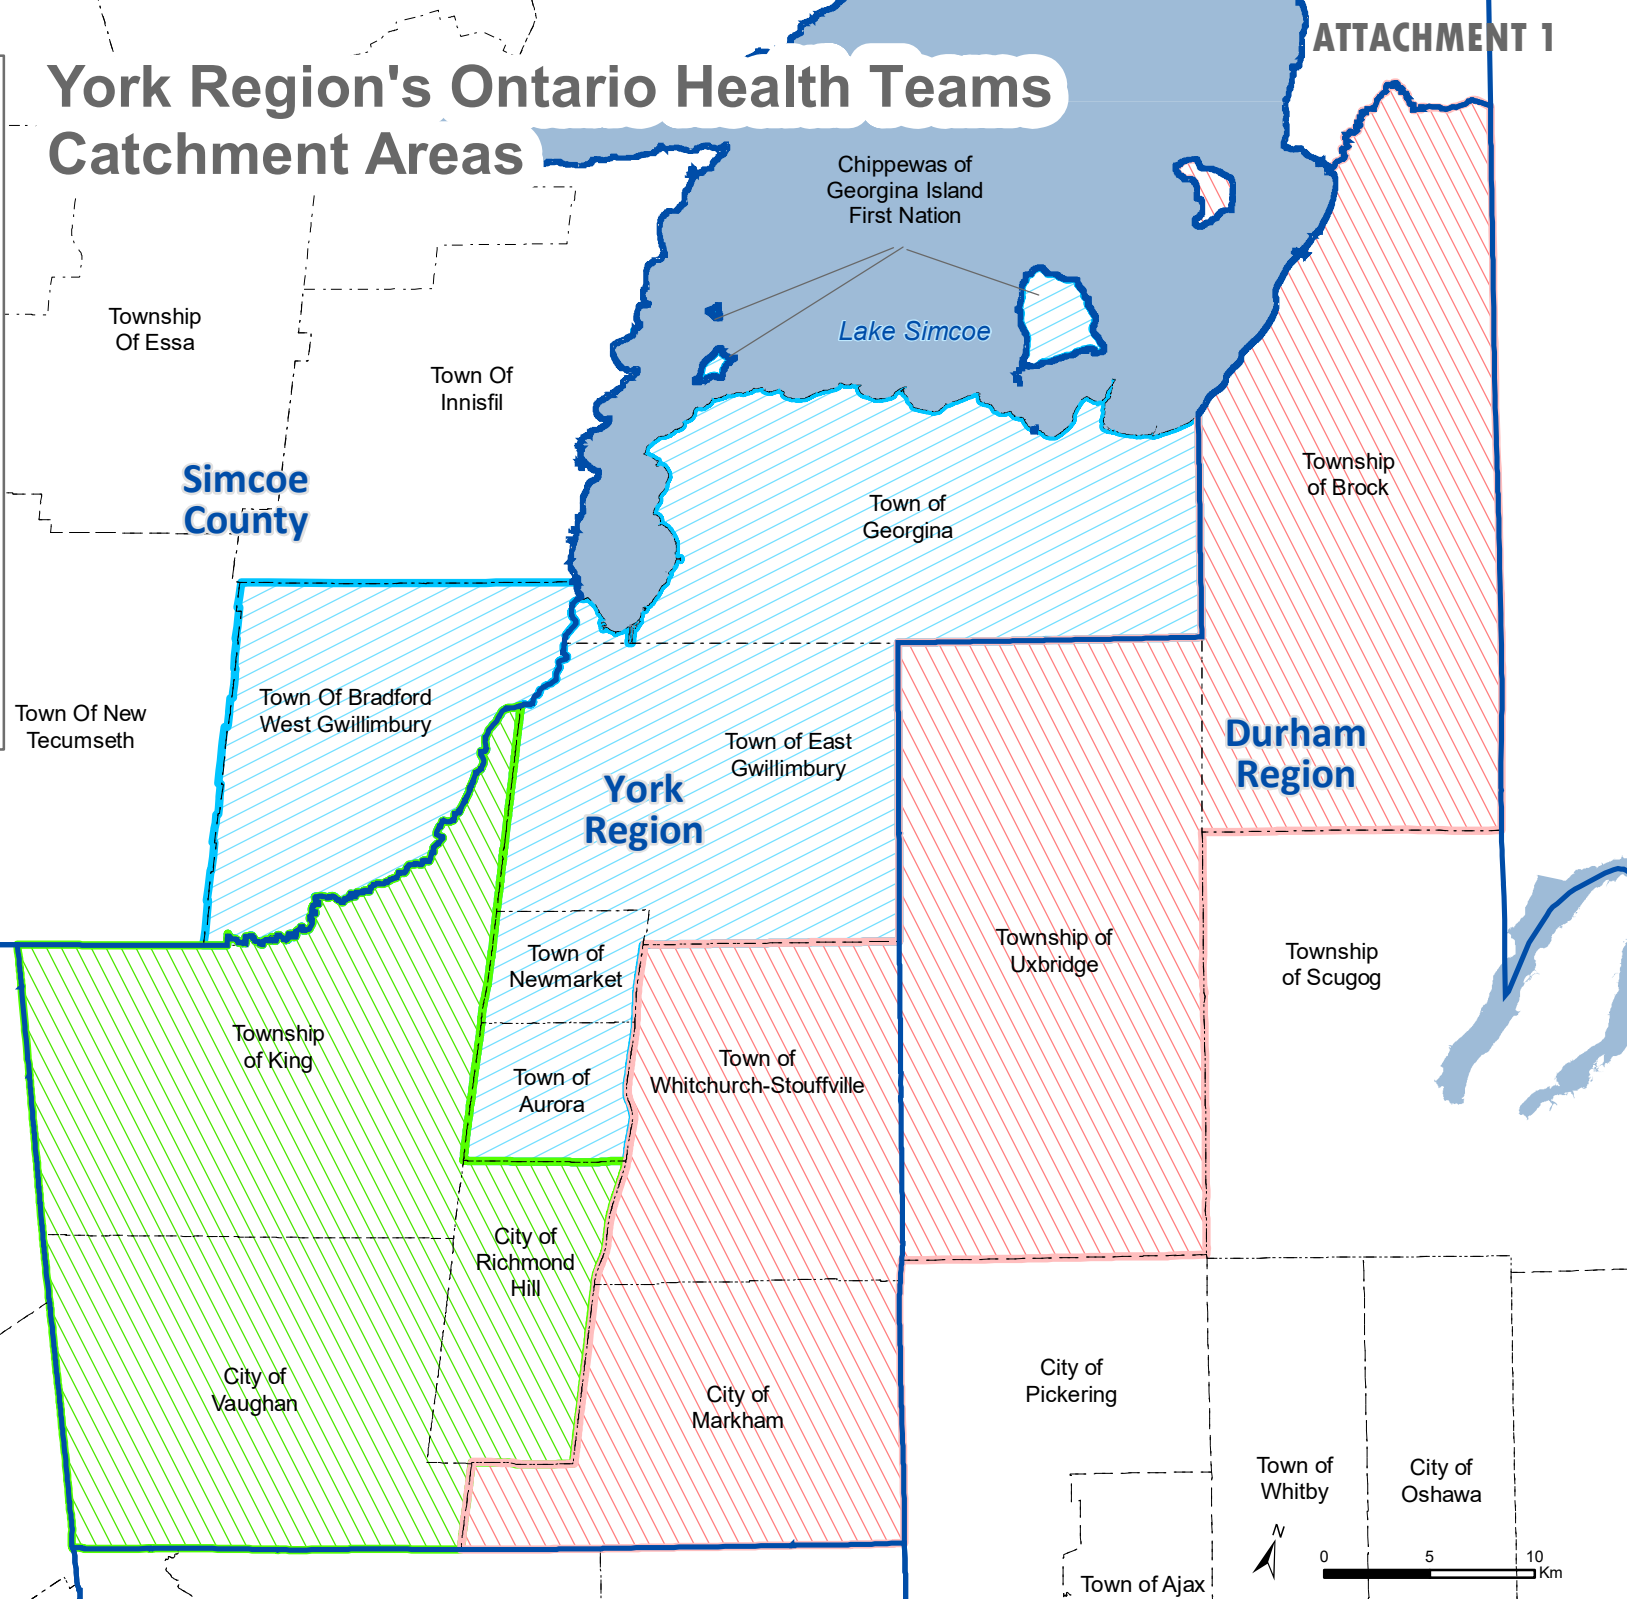 ATTACHMENT 1
York Region's Ontario Health Teams
Catchment Areas
Chippewas of
Georgina Island
First Nation
Township
Of Essa
Lake Simcoe
Town Of
Innisfil
Township
of Brock
Simcoe
County
Town of
Georgina
Town Of Bradford
West Gwillimbury
Town Of New
Tecumseth
Town of East
Gwillimbury
Durham
Region
York
Region
Town of
Newmarket
Township of
Uxbridge
Township
of Scugog
Township
of King
Town of
Whitchurch-Stouffville
Town of
Aurora
City of
Richmond
Hill
City of
Vaughan
City of
Markham
City of
Pickering
Town of
Whitby
City of
Oshawa
N
0 5 10
Km
Town of Ajax